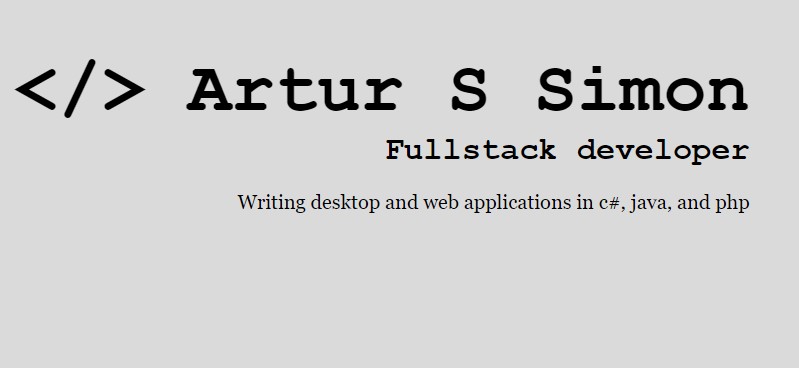 </> Artur S Simon
Fullstack developer
Writing desktop and web applications in c#, java, and php